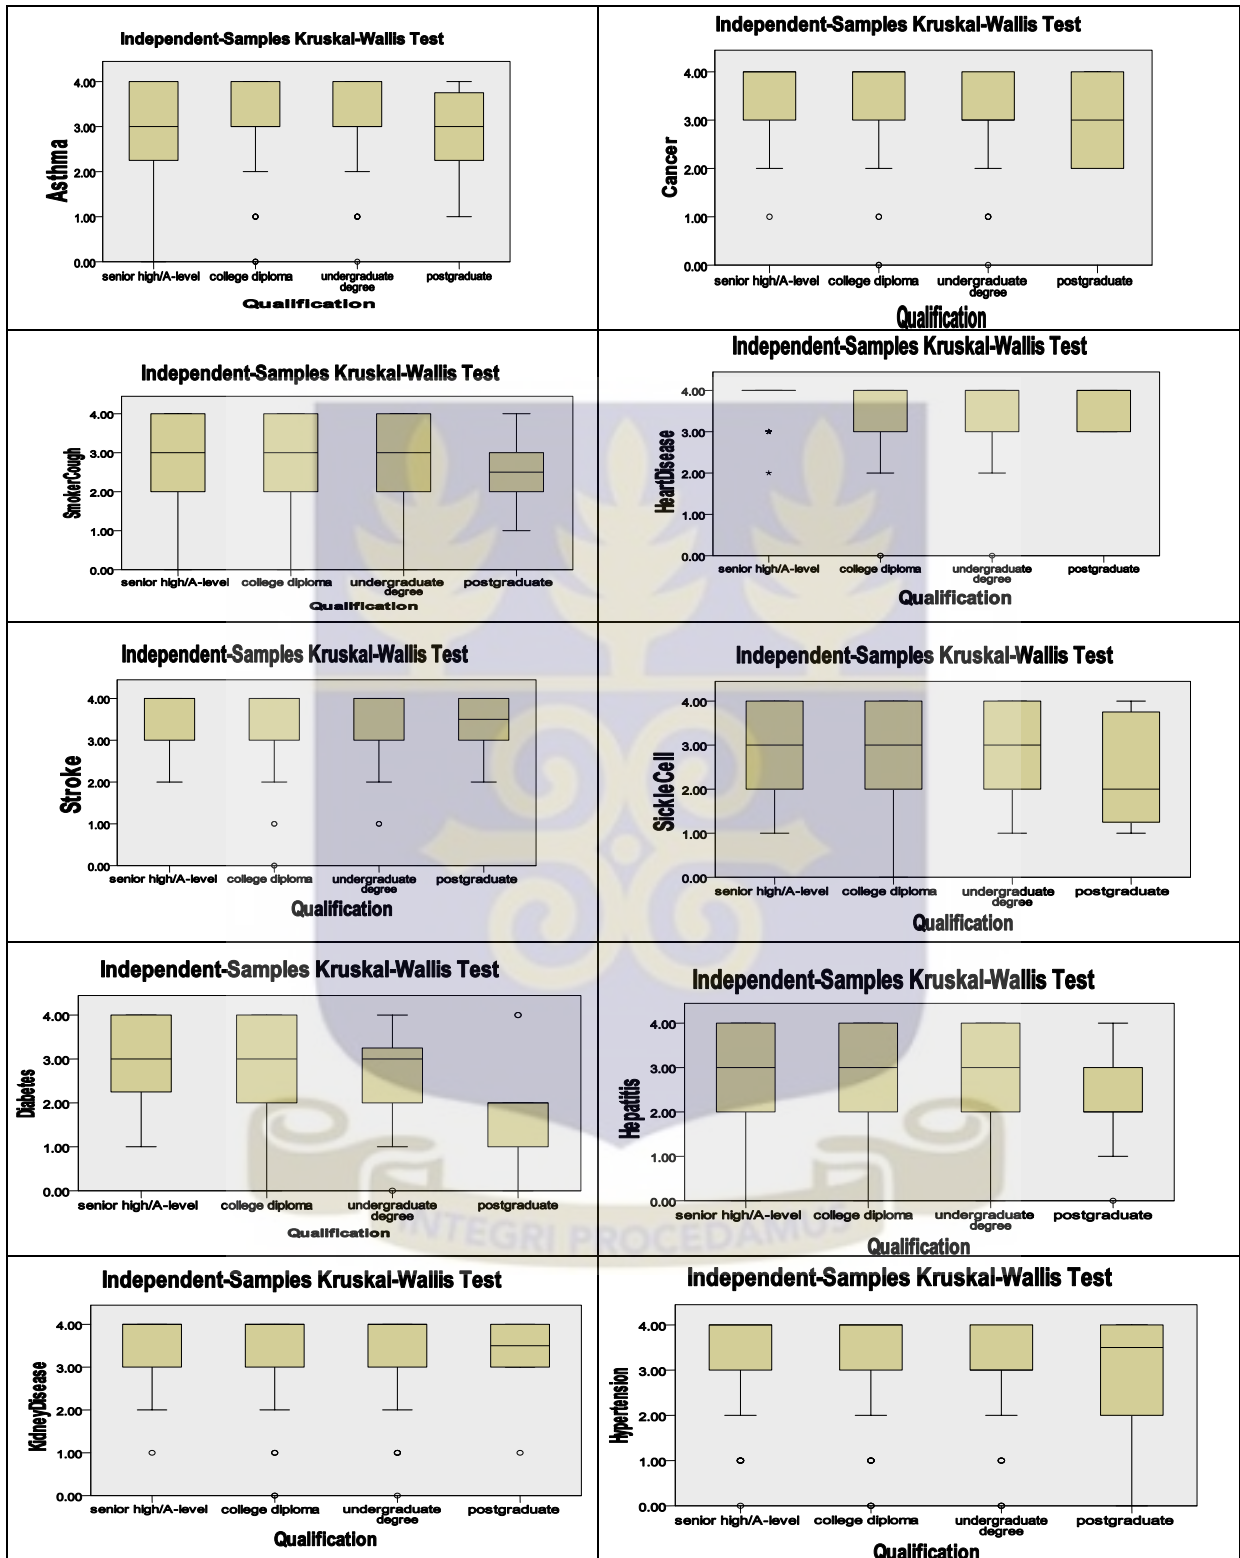 Independent-Samples Kruskal-Wallis Test
Asthma
4.00
3.00
2.00
1.00
0.00
senior high/A-level college diploma undergraduate degree postgraduate
Qualification
Independent-Samples Kruskal-Wallis Test
Cancer
4.00
3.00
2.00
1.00
0.00
senior high/A-level college diploma undergraduate degree postgraduate
Qualification
Independent-Samples Kruskal-Wallis Test
SmokerCough
4.00
3.00
2.00
1.00
0.00
senior high/A-level college diploma undergraduate degree postgraduate
Qualification
Independent-Samples Kruskal-Wallis Test
HeartDisease
4.00
3.00
2.00
1.00
0.00
senior high/A-level college diploma undergraduate degree postgraduate
Qualification
Independent-Samples Kruskal-Wallis Test
Stroke
4.00
3.00
2.00
1.00
0.00
senior high/A-level college diploma undergraduate degree postgraduate
Qualification
Independent-Samples Kruskal-Wallis Test
SickleCell
4.00
3.00
2.00
1.00
0.00
senior high/A-level college diploma undergraduate degree postgraduate
Qualification
Independent-Samples Kruskal-Wallis Test
Diabetes
4.00
3.00
2.00
1.00
0.00
senior high/A-level college diploma undergraduate degree postgraduate
Qualification
Independent-Samples Kruskal-Wallis Test
Hepatitis
4.00
3.00
2.00
1.00
0.00
senior high/A-level college diploma undergraduate degree postgraduate
Qualification
INTEGRI PROCEDAMUS
Independent-Samples Kruskal-Wallis Test
KidneyDisease
4.00
3.00
2.00
1.00
0.00
senior high/A-level college diploma undergraduate degree postgraduate
Qualification
Independent-Samples Kruskal-Wallis Test
Hypertension
4.00
3.00
2.00
1.00
0.00
senior high/A-level college diploma undergraduate degree postgraduate
Qualification